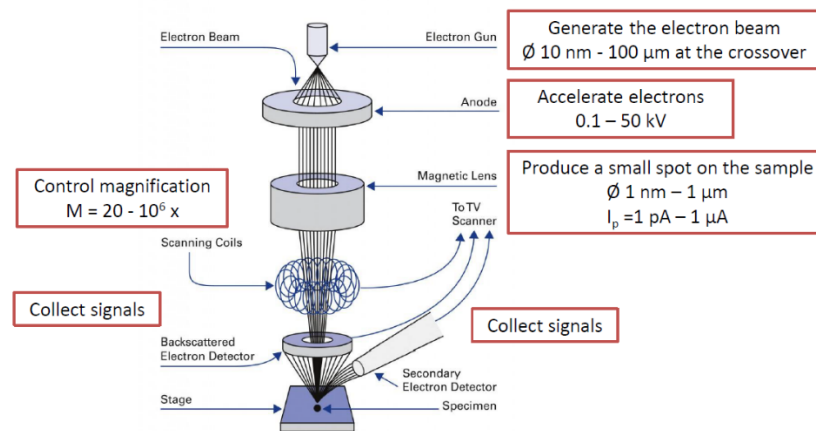 Electron Beam
Electron Gun
Generate the electron beam
Ø 10 nm - 100 µm at the crossover
Anode
Accelerate electrons
0.1 – 50 kV
Magnetic Lens
Produce a small spot on the sample
Ø 1 nm – 1 µm
Iₚ =1 pA – 1 µA
Control magnification
M = 20 - 10⁶ x
To TV
Scanner
Scanning Coils
Collect signals
Collect signals
Backscattered
Electron Detector
Secondary
Electron Detector
Stage
Specimen